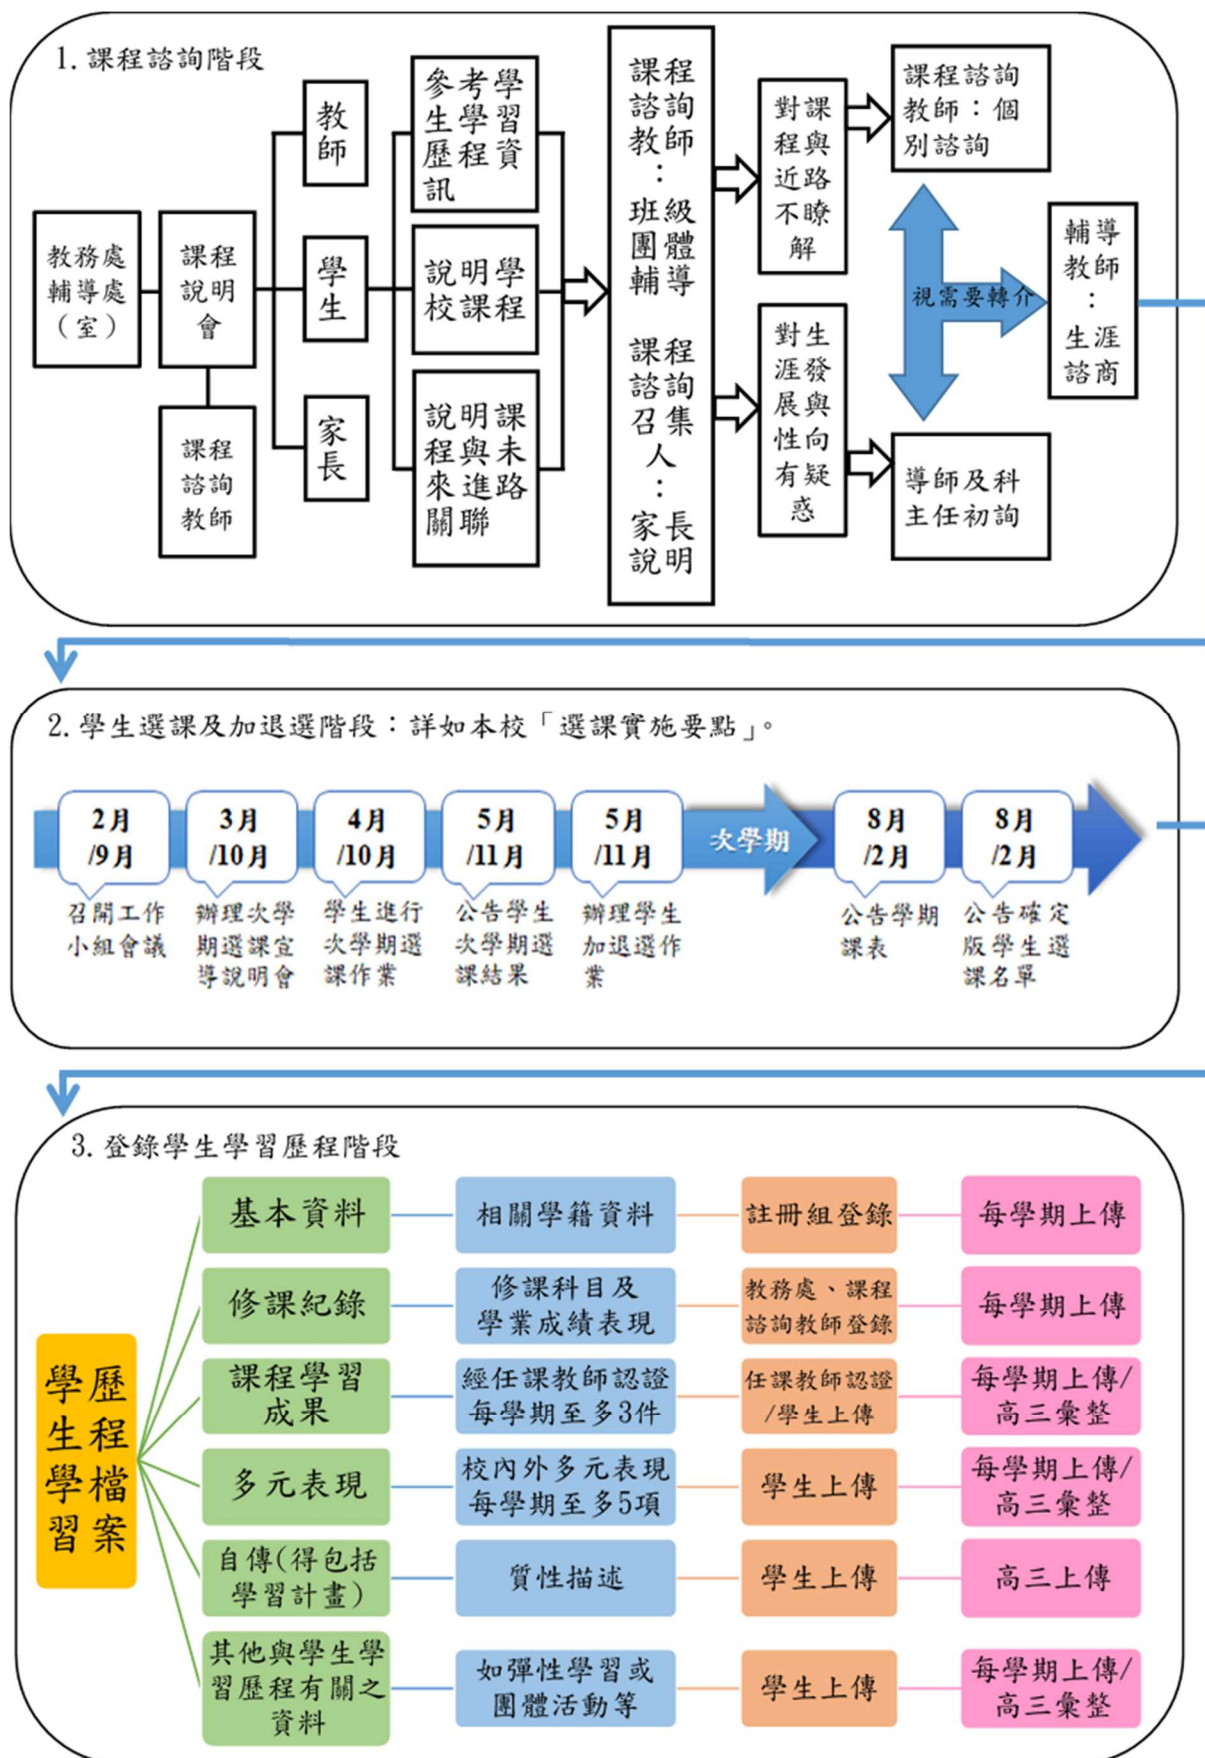 1. 課程諮詢階段
教務處
輔導處
(室)
課程
說明
會
課程
諮詢
教師
教
師
學
生
家
長
參考學
生學習
歷程資
訊
說明學
校課程
說明課
程與未
來進路
關聯
課程
諮詢
教師
：
班級
團體
輔導
課程
諮詢
召集
人
：
家長
說明
對課
程與
近路
不瞭
解
對生
涯發
展與
性向
有疑
惑
課程諮詢
教師：個
別諮詢
視需要轉介
導師及科
主任初詢
輔導
教師
：
生涯
諮商
2. 學生選課及加退選階段：詳如本校「選課實施要點」。
2月
/9月
召開工作
小組會議
3月
/10月
辦理次學
期選課宣
導說明會
4月
/10月
學生進行
次學期選
課作業
5月
/11月
公告學生
次學期選
課結果
5月
/11月
辦理學生
加退選作
業
次學期
8月
/2月
公告學期
課表
8月
/2月
公告確定
版學生選
課名單
3. 登錄學生學習歷程階段
學歷
生程
學檔
習案
基本資料
相關學籍資料
註冊組登錄
每學期上傳
修課紀錄
修課科目及
學業成績表現
教務處、課程
諮詢教師登錄
每學期上傳
課程學習
成果
經任課教師認證
每學期至多3件
任課教師認證
/學生上傳
每學期上傳/
高三彙整
多元表現
校內外多元表現
每學期至多5項
學生上傳
每學期上傳/
高三彙整
自傳(得包括
學習計畫)
質性描述
學生上傳
高三上傳
其他與學生學
習歷程有關之
資料
如彈性學習或
團體活動等
學生上傳
每學期上傳/
高三彙整